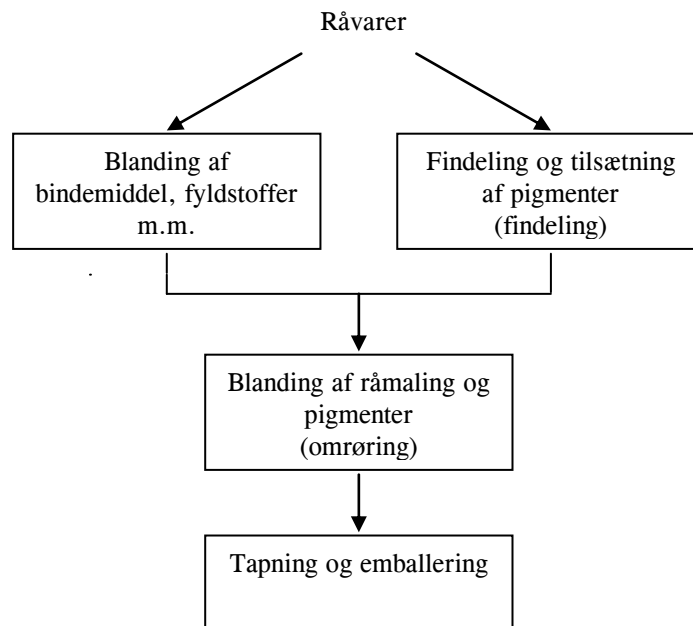 Råvarer
Blanding af
bindemiddel, fyldstoffer
m.m.
Findeling og tilsætning
af pigmenter
(findeling)
Blanding af råmaling og
pigmenter
(omrøring)
Tapning og emballering